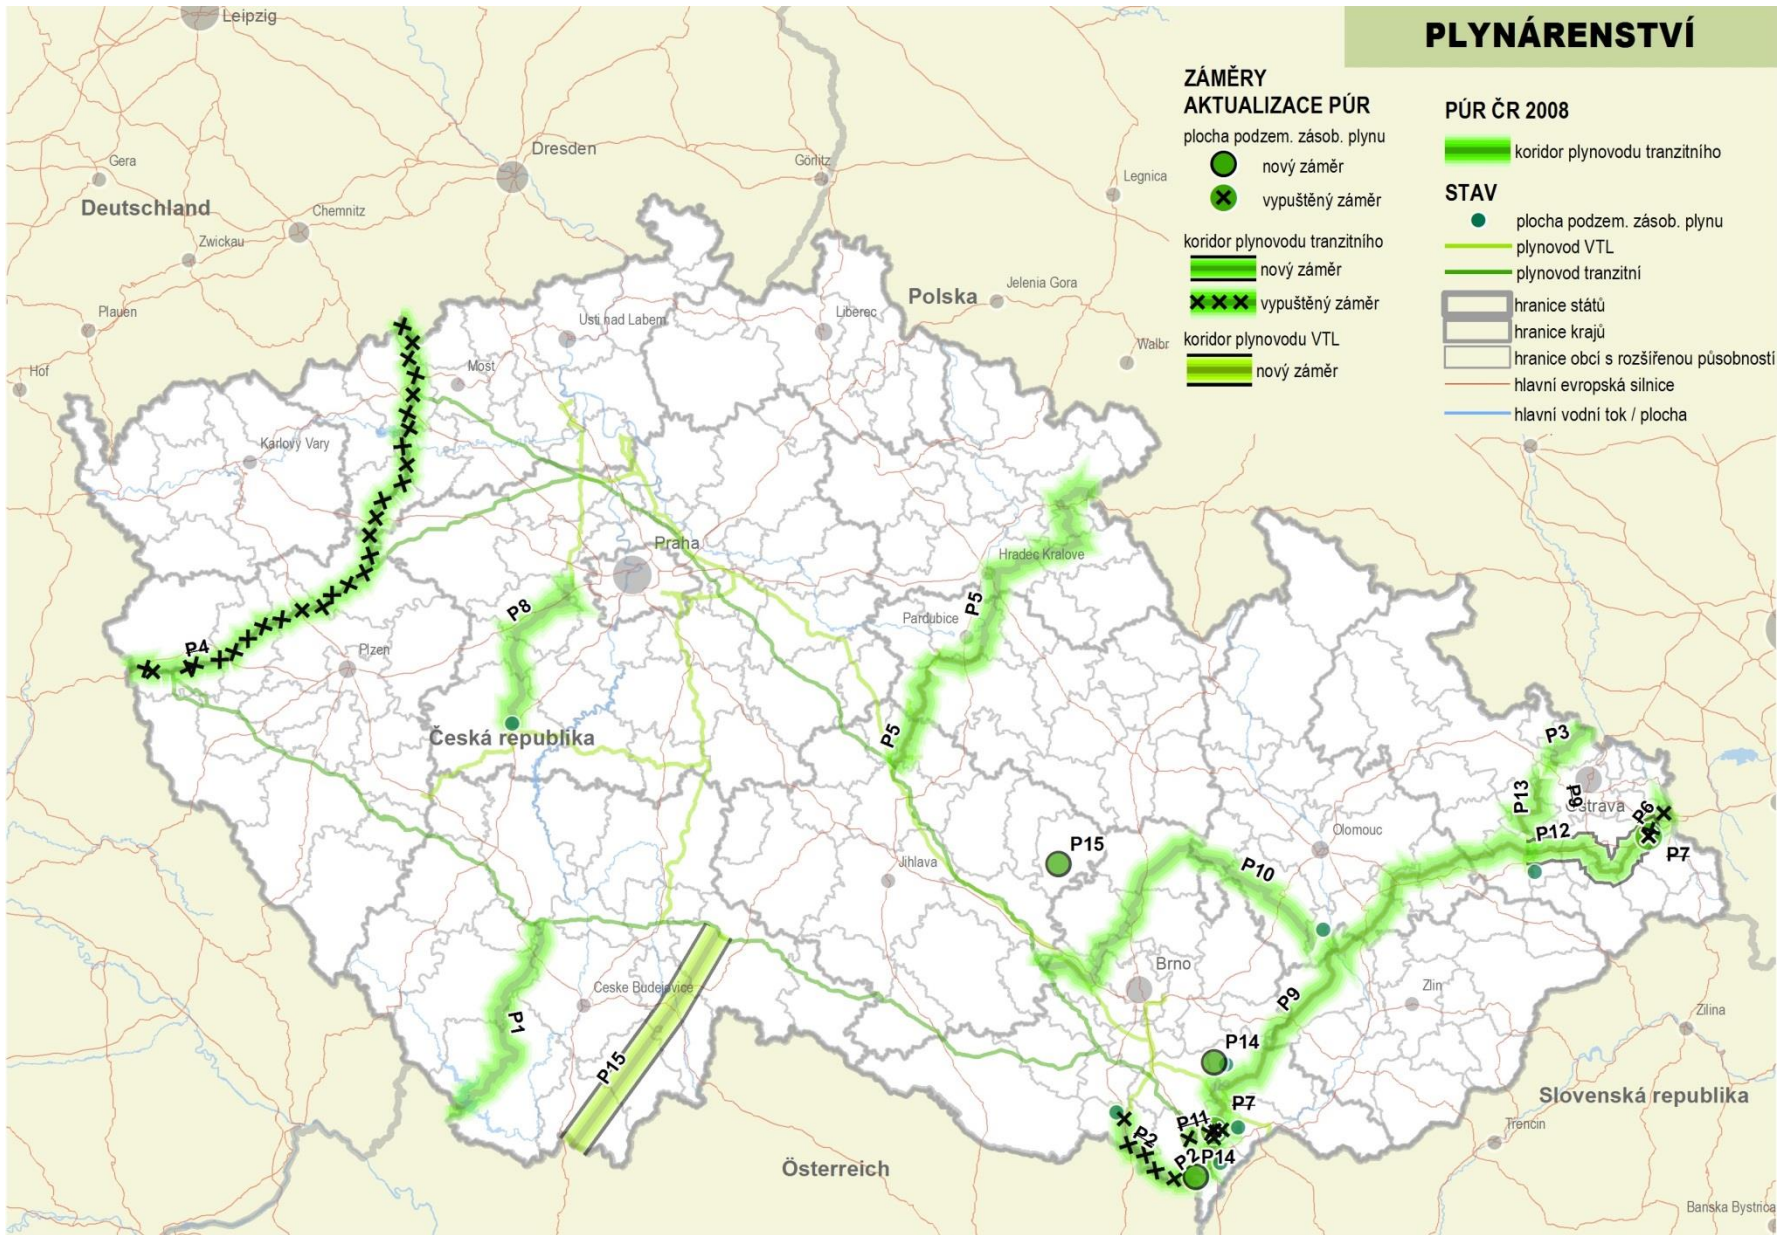 PLYNÁRENSTVÍ
ZÁMĚRY
AKTUALIZACE PÚR
plocha podzem. zásob. plynu
nový záměr
vypuštěný záměr
koridor plynovodu tranzitního
nový záměr
vypuštěný záměr
koridor plynovodu VTL
nový záměr
PÚR ČR 2008
koridor plynovodu tranzitního
STAV
plocha podzem. zásob. plynu
plynovod VTL
plynovod tranzitní
hranice států
hranice krajů
hranice obcí s rozšířenou působností
hlavní evropská silnice
hlavní vodní tok / plocha
Leipzig
Dresden
Görlitz
Legnica
Gera
Deutschland
Chemnitz
Zwickau
Jelenia Gora
Polska
Plauen
Usti nad Labem
Liberec
Walbr
Hof
Most
Karlovy Vary
Praha
Hradec Kralove
P8
P5
Pardubice
P4
Plzen
Česká republika
P5
P3
P13
P9
Ostrava
P6
P12
P7
Olomouc
P15
Jihlava
P10
Brno
Zlin
Ceske Budejovice
P9
P1
Zilina
P14
P15
P7
Slovenská republika
P11
P2
Trencin
P2
P14
Österreich
Banska Bystrica